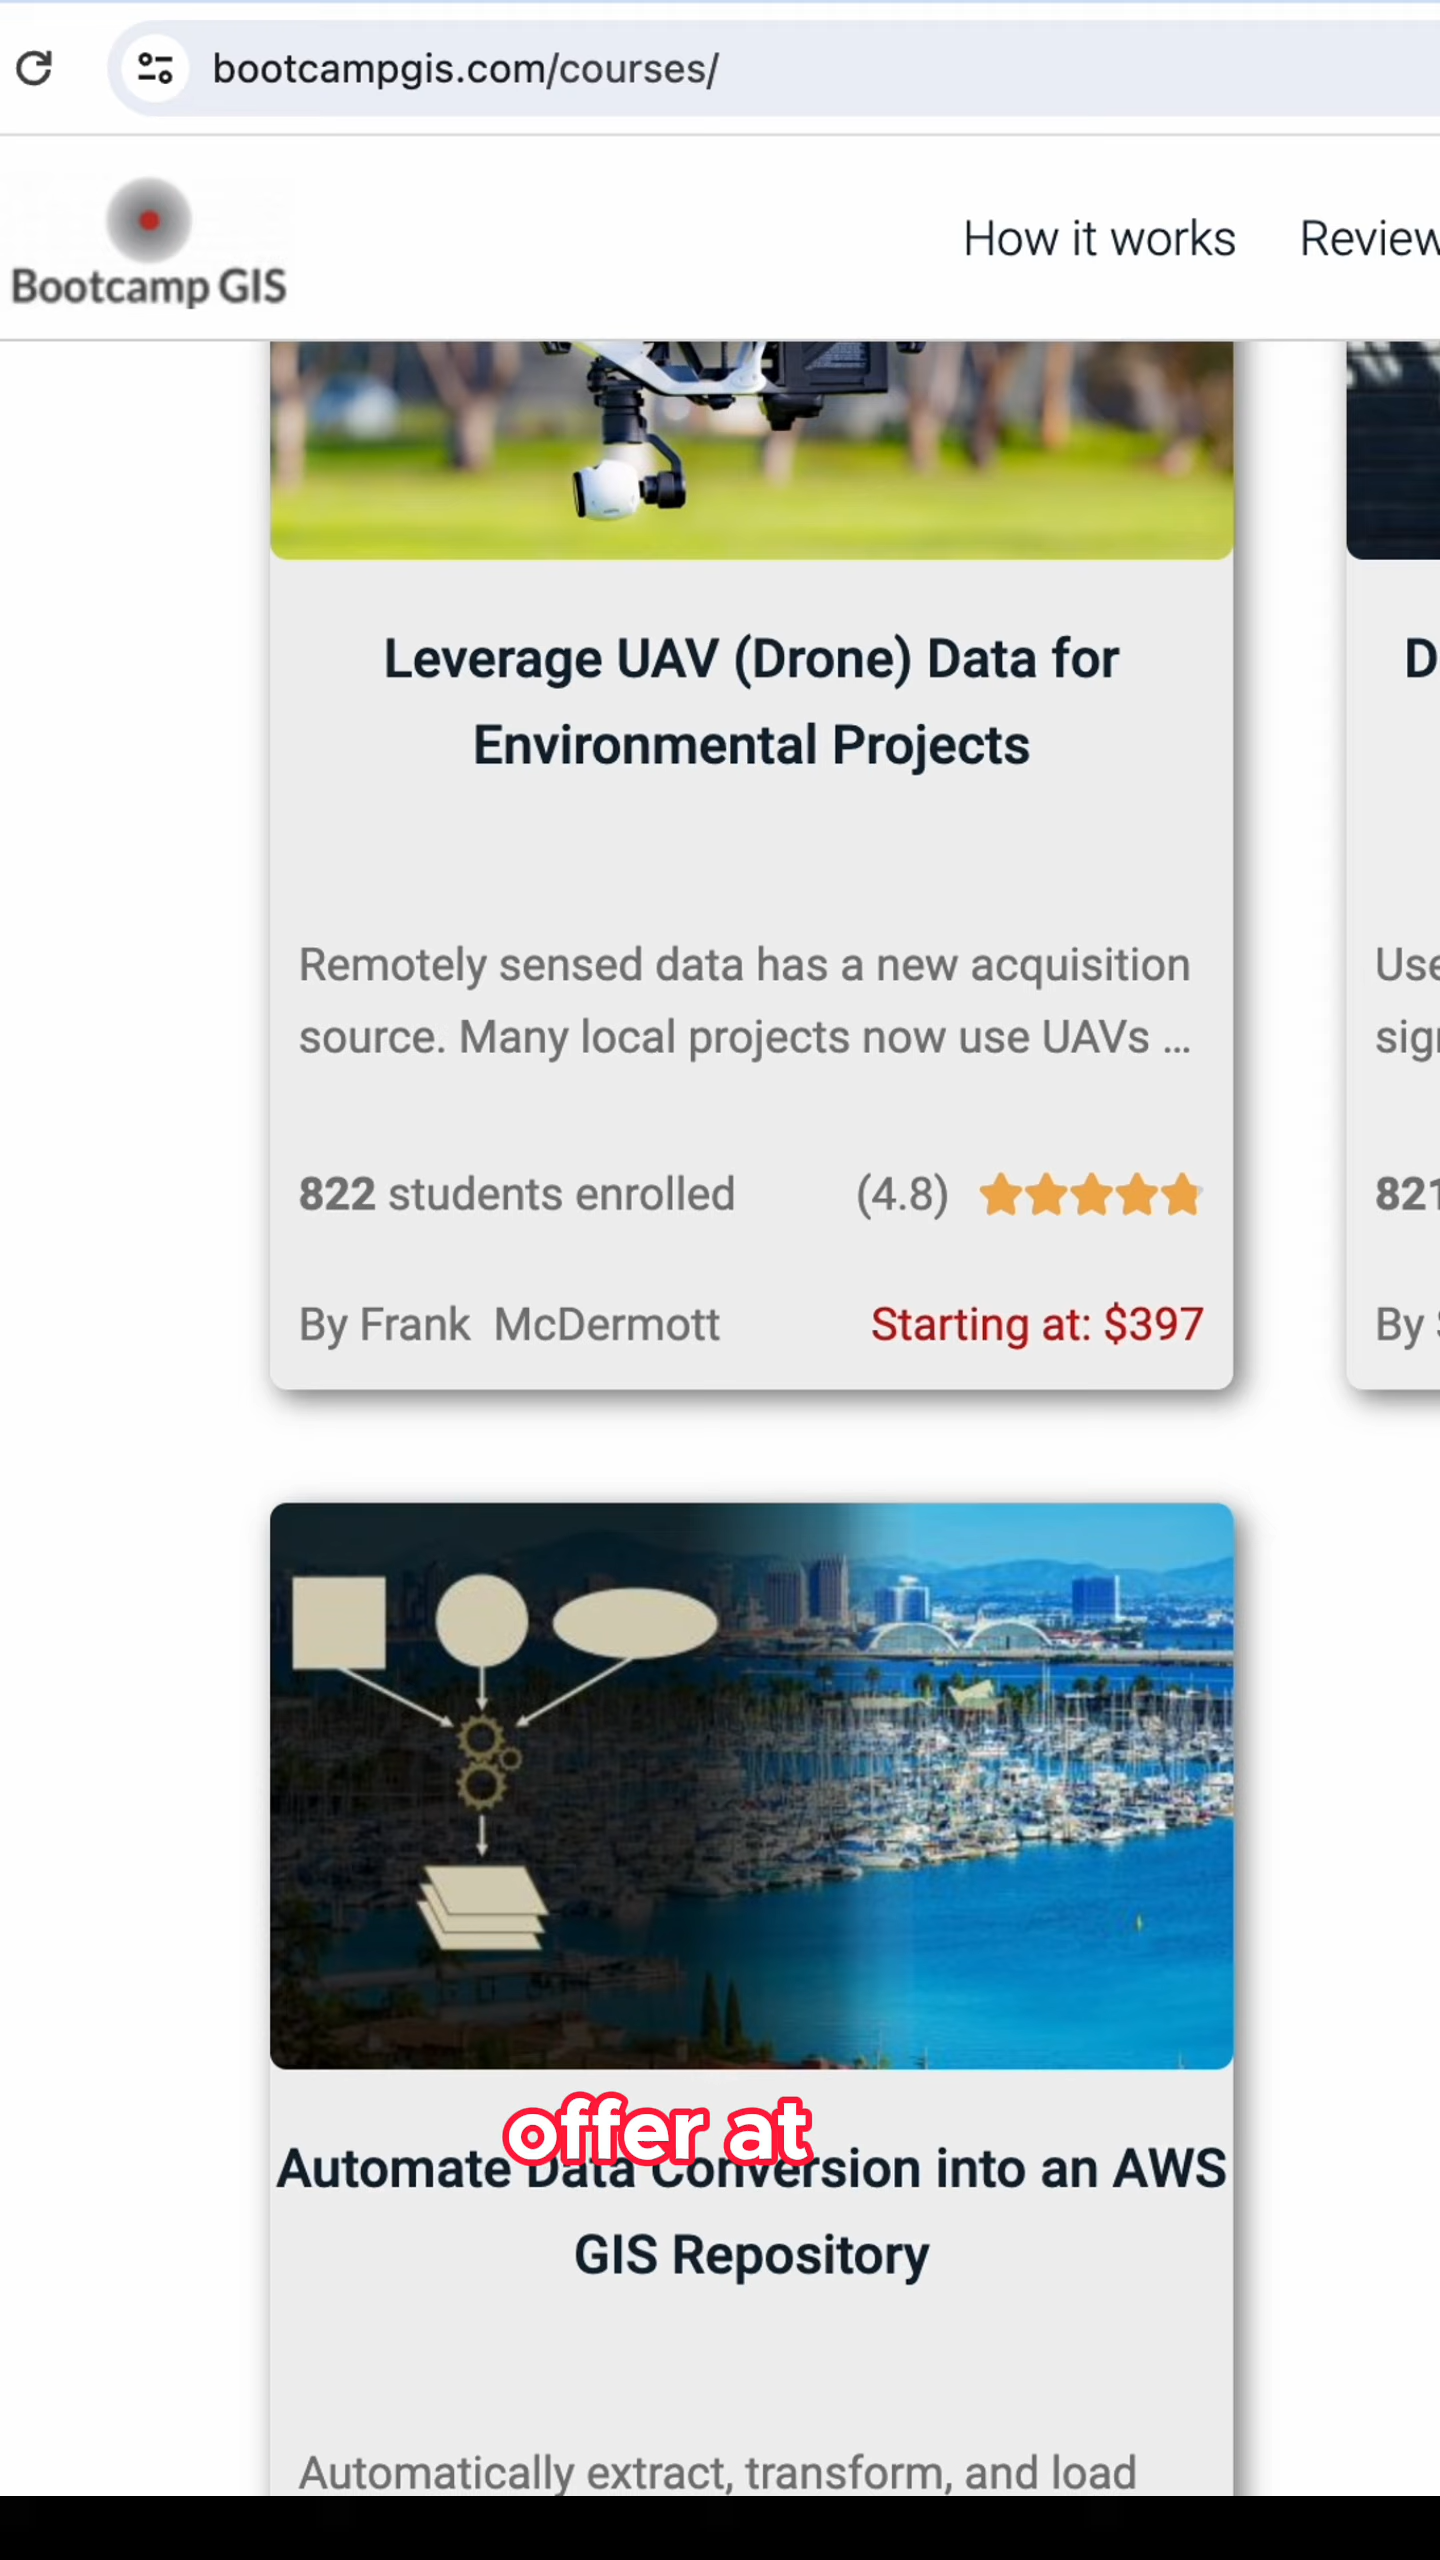 bootcampgis.com/courses/
Bootcamp GIS
How it works
Leverage UAV (Drone) Data for
Environmental Projects
Remotely sensed data has a new acquisition
source. Many local projects now use UAVs ...
822 students enrolled (4.8)
821
By Frank McDermott Starting at: $397
By
offer at
Automate Data Conversion into an AWS
GIS Repository
Automatically extract, transform, and load